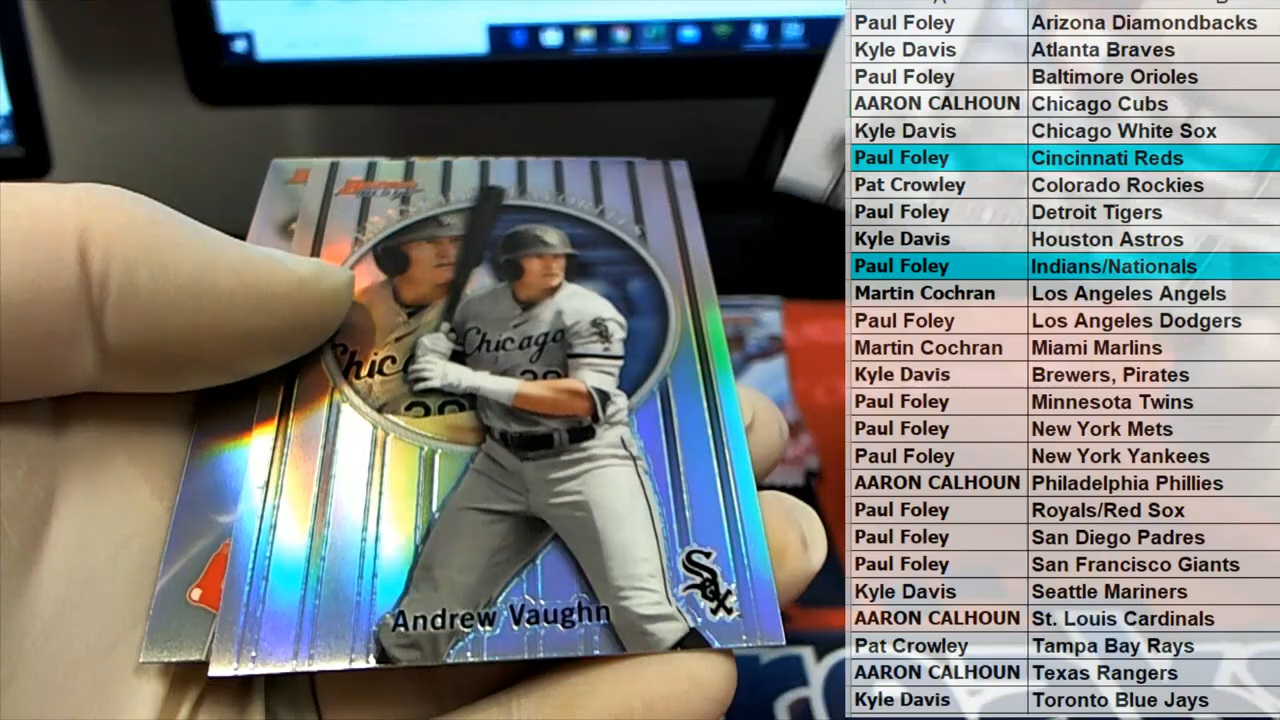 Paul Foley Arizona Diamondbacks
Kyle Davis Atlanta Braves
Paul Foley Baltimore Orioles
AARON CALHOUN Chicago Cubs
Kyle Davis Chicago White Sox
Paul Foley Cincinnati Reds
Pat Crowley Colorado Rockies
Paul Foley Detroit Tigers
Kyle Davis Houston Astros
Paul Foley Indians/Nationals
Martin Cochran Los Angeles Angels
Paul Foley Los Angeles Dodgers
Martin Cochran Miami Marlins
Kyle Davis Brewers, Pirates
Paul Foley Minnesota Twins
Paul Foley New York Mets
Paul Foley New York Yankees
AARON CALHOUN Philadelphia Phillies
Paul Foley Royals/Red Sox
Paul Foley San Diego Padres
Paul Foley San Francisco Giants
Kyle Davis Seattle Mariners
AARON CALHOUN St. Louis Cardinals
Pat Crowley Tampa Bay Rays
AARON CALHOUN Texas Rangers
Kyle Davis Toronto Blue Jays
Bowman
Chicago
Sox
Andrew Vaughn